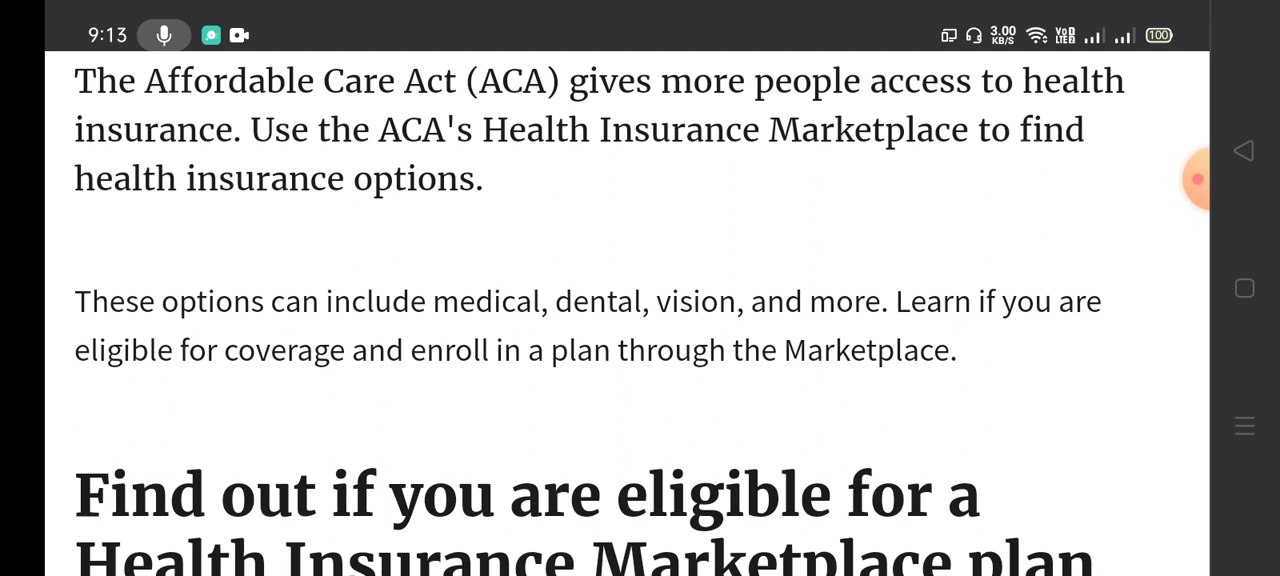 9:13 3.00 KB/S VoD LTE2 100
The Affordable Care Act (ACA) gives more people access to health
insurance. Use the ACA's Health Insurance Marketplace to find
health insurance options.
These options can include medical, dental, vision, and more. Learn if you are
eligible for coverage and enroll in a plan through the Marketplace.
Find out if you are eligible for a
Health Insurance Marketplace plan